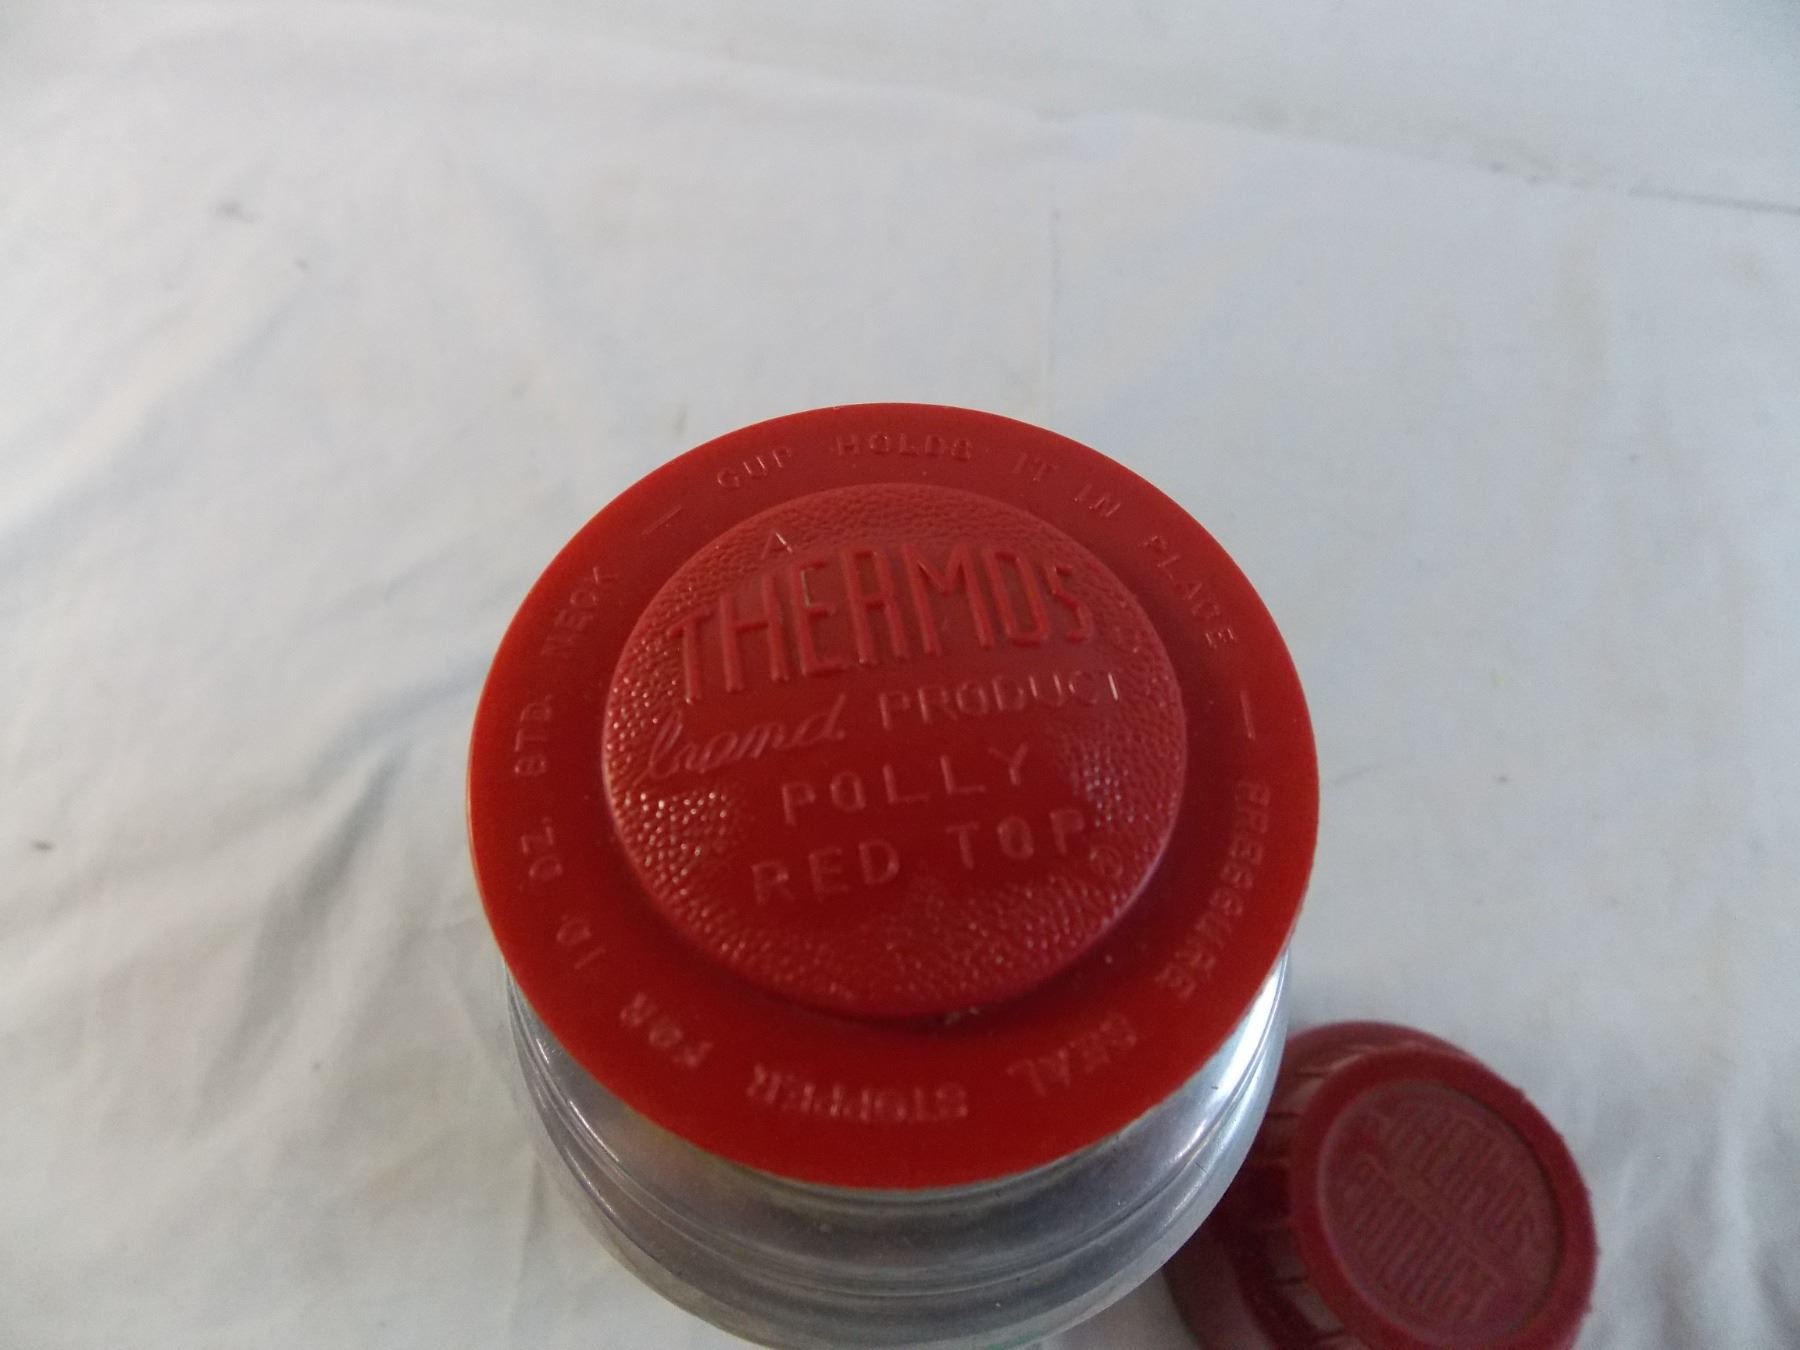 A
THERMOS
brand PRODUCT
POLLY
RED TOP
©
PRESSURE SEAL STOPPER FOR 10 OZ. STD. NECK — CUP HOLDS IT IN PLACE —
THERMOS